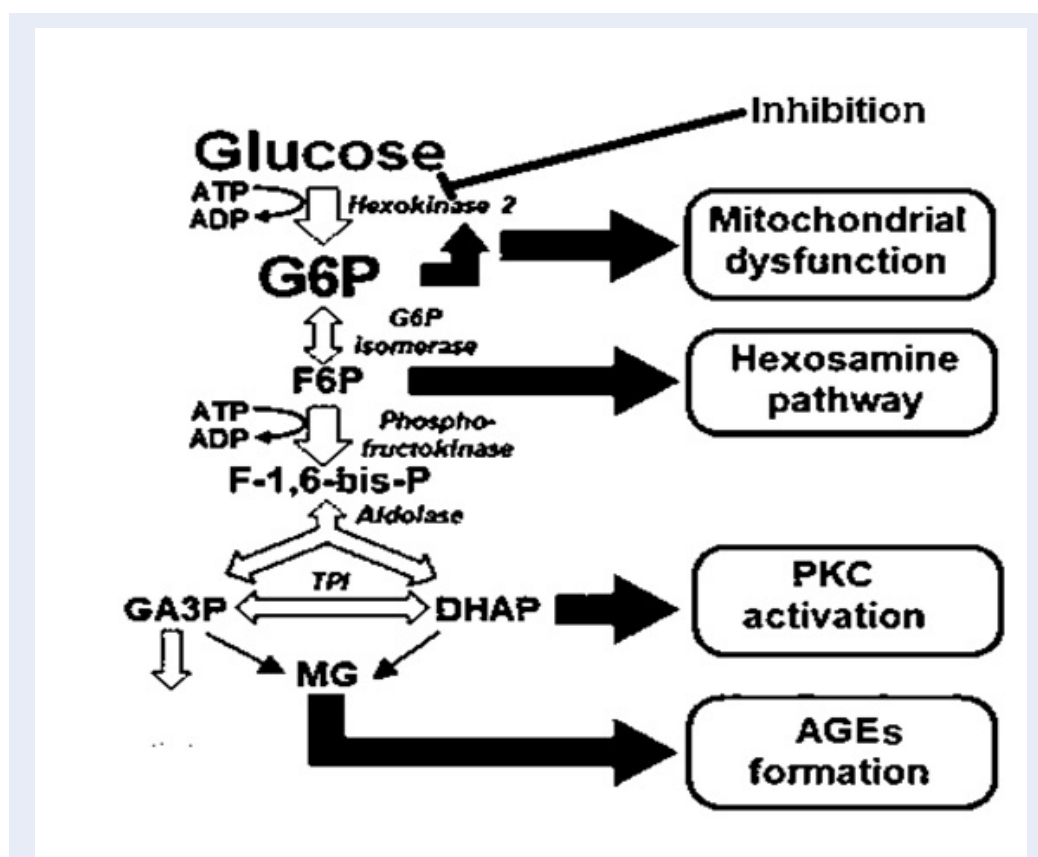 Inhibition
Glucose
ATP
ADP
Hexokinase 2
Mitochondrial
dysfunction
G6P
G6P
isomerase
F6P
Hexosamine
pathway
ATP
ADP
Phospho-
fructokinase
F-1,6-bis-P
Aldolase
TPI
GA3P
DHAP
PKC
activation
MG
AGEs
formation